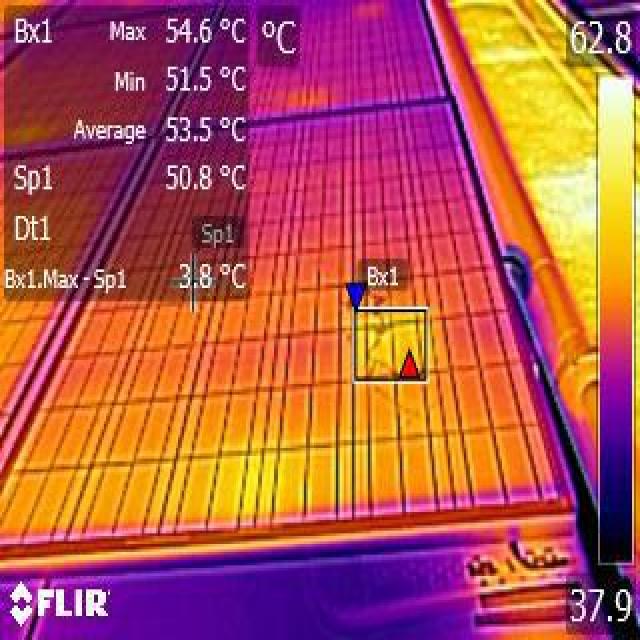 Bx1 Max 54.6 °C °C 62.8
Min 51.5 °C
Average 53.5 °C
Sp1 50.8 °C
Dt1 Sp1
Bx1.Max - Sp1 3.8 °C Bx1
FLIR 37.9